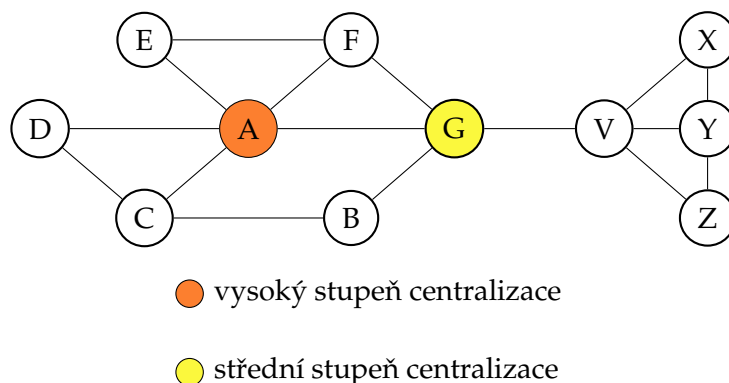 E F X
D A G V Y
C B Z
vysoký stupeň centralizace
střední stupeň centralizace